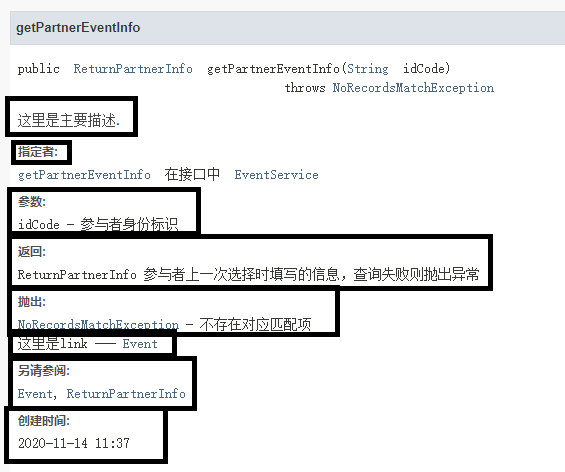 getPartnerEventInfo
public ReturnPartnerInfo getPartnerEventInfo(String idCode)
throws NoRecordsMatchException
这里是主要描述.
指定者:
getPartnerEventInfo 在接口中 EventService
参数:
idCode - 参与者身份标识
返回:
ReturnPartnerInfo 参与者上一次选择时填写的信息，查询失败则抛出异常
抛出:
NoRecordsMatchException - 不存在对应匹配项
这里是link --- Event
另请参阅:
Event, ReturnPartnerInfo
创建时间:
2020-11-14 11:37